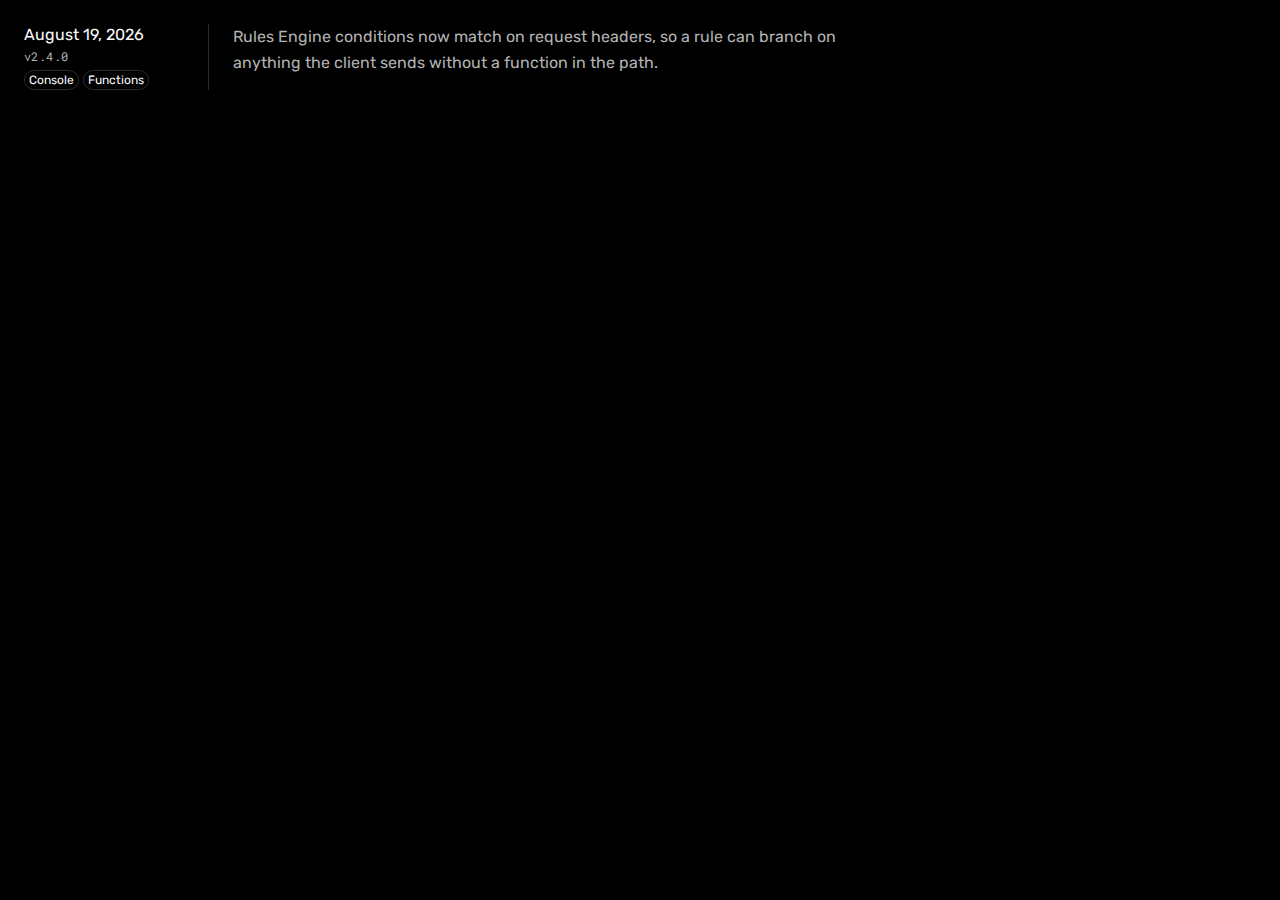 August 19, 2026
v2.4.0
Console Functions
Rules Engine conditions now match on request headers, so a rule can branch on
anything the client sends without a function in the path.